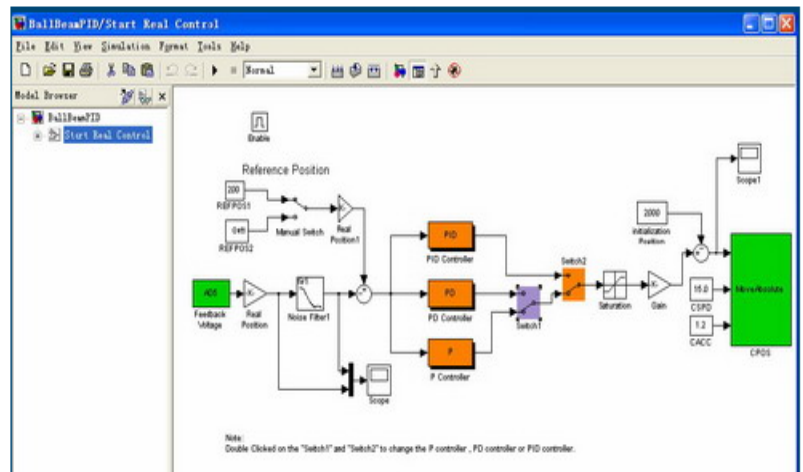 BallBeamPID/Start Real Control
File Edit View Simulation Format Tools Help
Normal
Model Browser
BallBeamPID
Start Real Control
Enable
Reference Position
200
REFPOS1
REFPOS2
Manual Switch
Real
Position1
AD5
Feedback
Voltage
Real
Position
Noise Filter1
PID
PID Controller
PD
PD Controller
P
P Controller
Switch1
Switch2
Saturation
Gain
Scope
Scope1
2000
initialization
Position
15.0
CSPD
1.2
CACC
MoveAbsolute
CPOS
Note:
Double Clicked on the "Switch1" and "Switch2" to change the P controller , PD controller or PID controller.